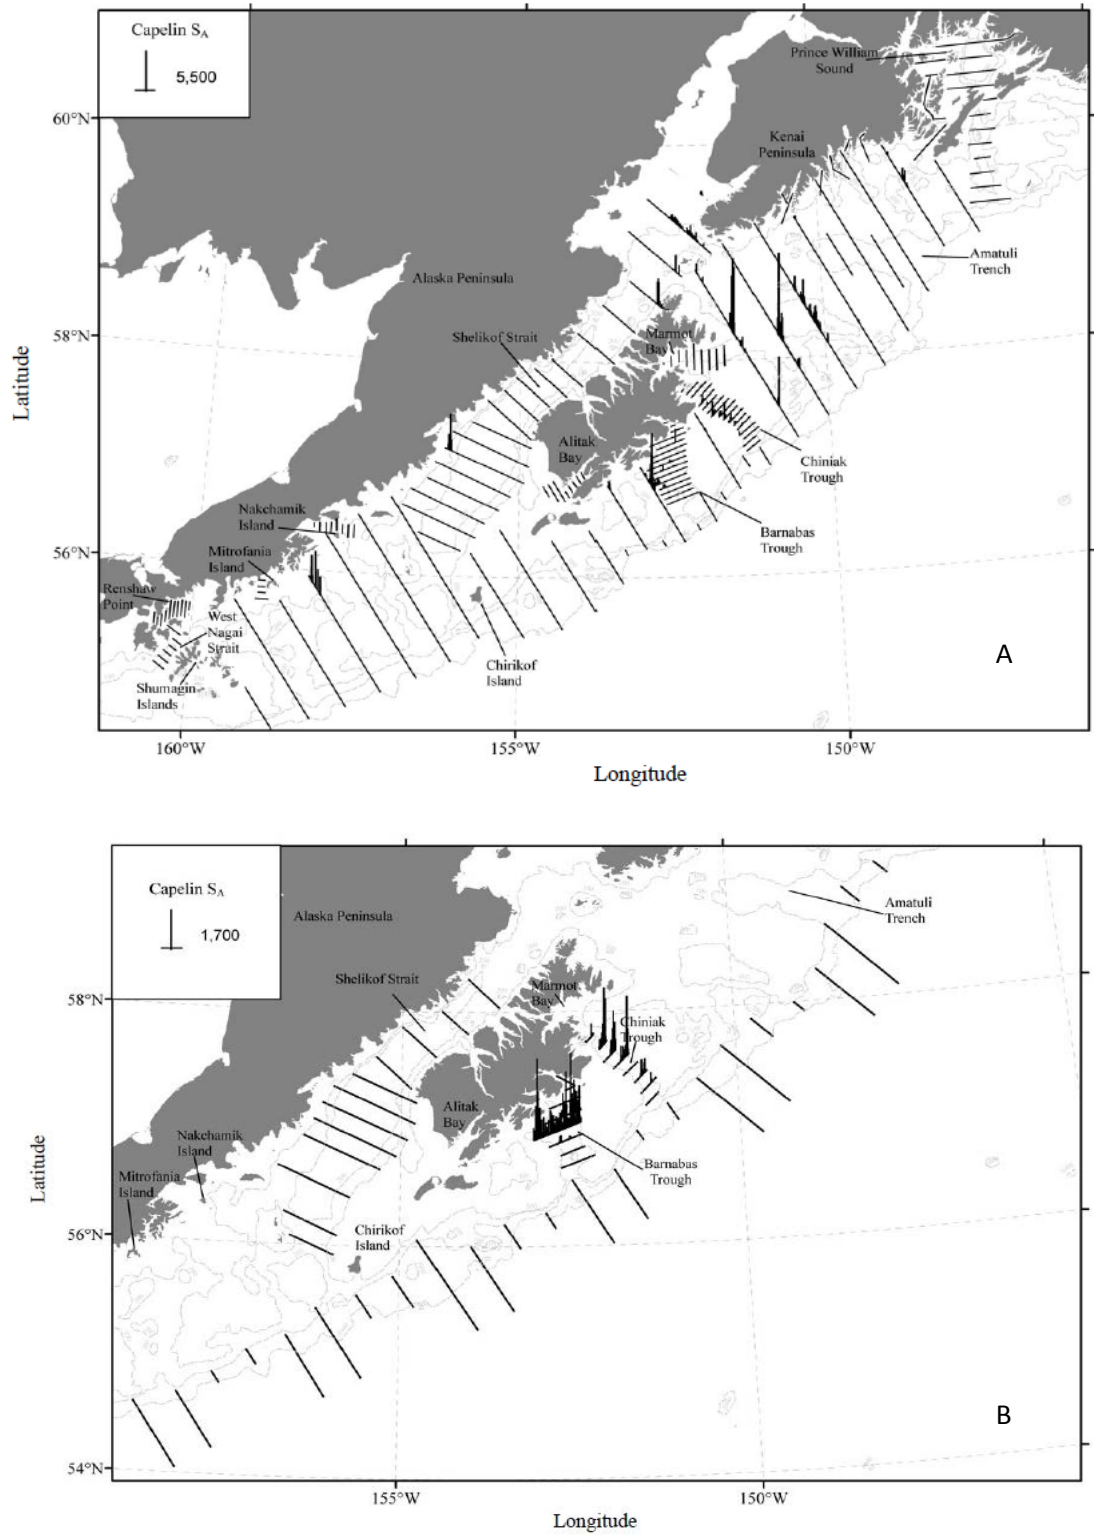 Capelin SA
5,500
Prince William
Sound
60°N
Kenai
Peninsula
Amatuli
Trench
Alaska Peninsula
58°N
Shelikof Strait
Marmot
Bay
Latitude
Alitak
Bay
Chiniak
Trough
Nakchamik
Island
Barnabas
Trough
56°N
Mitrofania
Island
Renshaw
Point
West
Nagai
Strait
A
Chirikof
Island
Shumagin
Islands
160°W
155°W
150°W
Longitude
Capelin SA
1,700
Alaska Peninsula
Amatuli
Trench
Shelikof Strait
Marmot
Bay
58°N
Chiniak
Trough
Alitak
Bay
Latitude
Nakchamik
Island
Mitrofania
Island
Barnabas
Trough
56°N
Chirikof
Island
B
54°N
155°W
150°W
Longitude